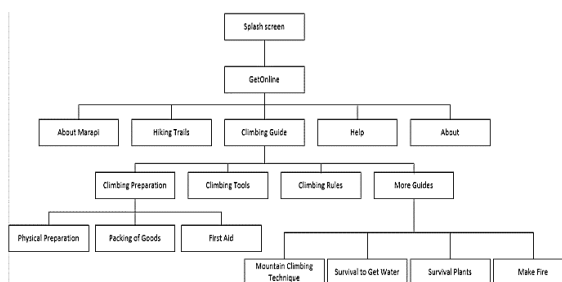 Splash screen
GetOnline
About Marapi
Hiking Trails
Climbing Guide
Help
About
Climbing Preparation
Climbing Tools
Climbing Rules
More Guides
Physical Preparation
Packing of Goods
First Aid
Mountain Climbing
Technique
Survival to Get Water
Survival Plants
Make Fire